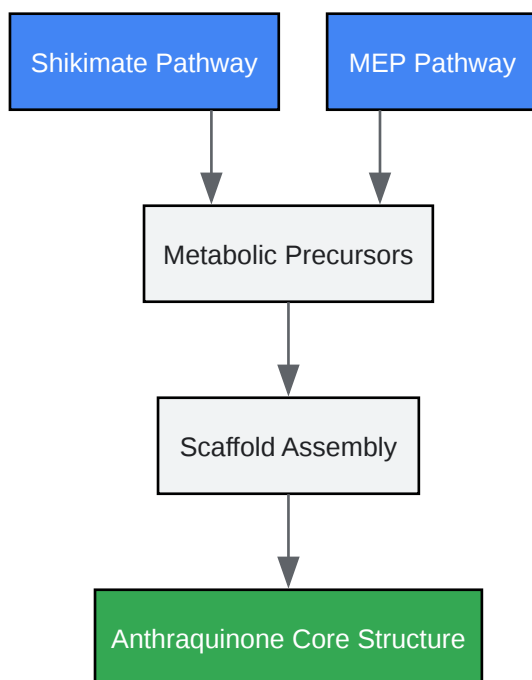 Shikimate Pathway
MEP Pathway
Metabolic Precursors
Scaffold Assembly
Anthraquinone Core Structure